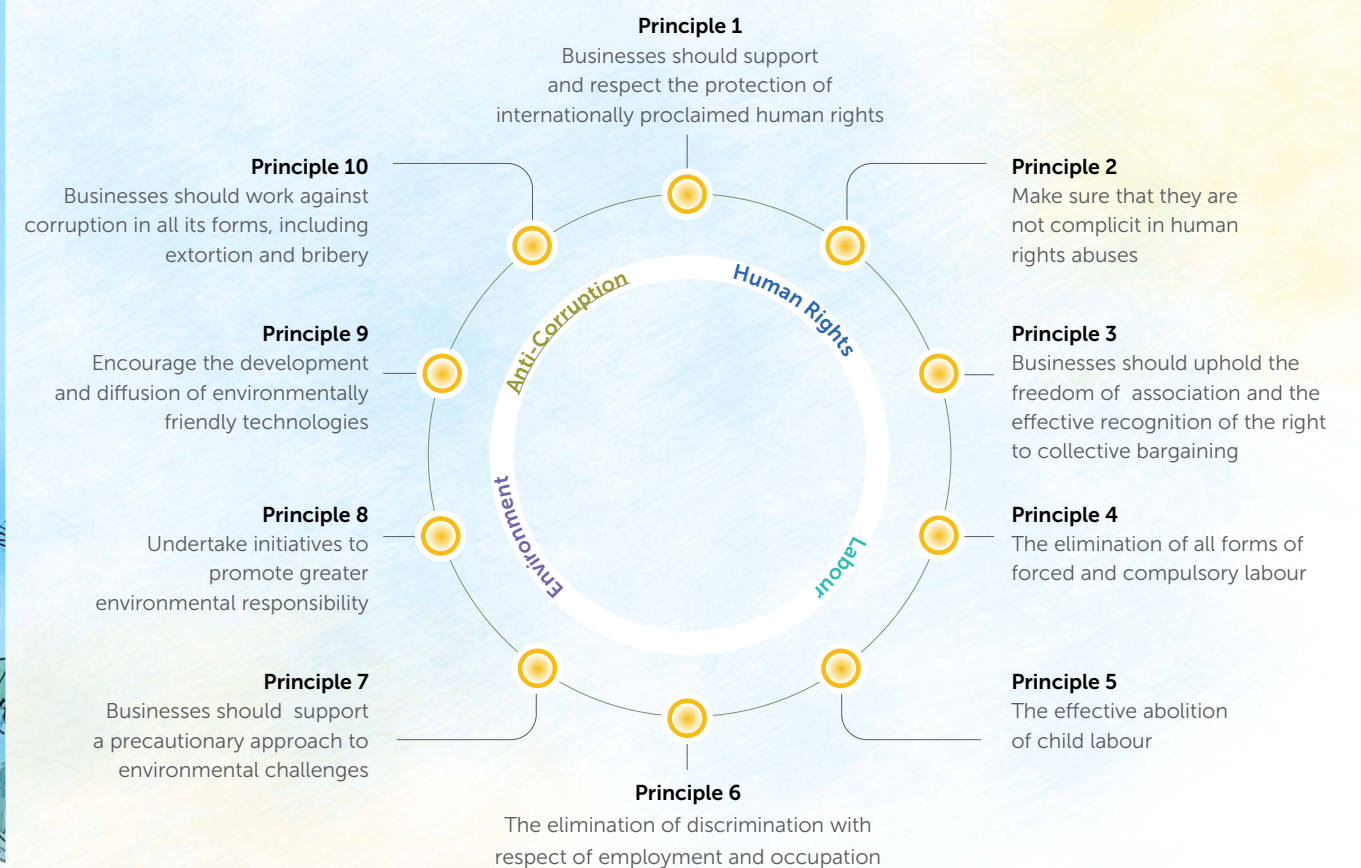 Principle 1
Businesses should support
and respect the protection of
internationally proclaimed human rights
Principle 2
Make sure that they are
not complicit in human
rights abuses
Principle 3
Businesses should uphold the
freedom of  association and the
effective recognition of the right
to collective bargaining
Principle 4
The elimination of all forms of
forced and compulsory labour
Principle 5
The effective abolition
of child labour
Principle 6
The elimination of discrimination with
respect of employment and occupation
Principle 7
Businesses should  support
a precautionary approach to
environmental challenges
Principle 8
Undertake initiatives to
promote greater
environmental responsibility
Principle 9
Encourage the development
and diffusion of environmentally
friendly technologies
Principle 10
Businesses should work against
corruption in all its forms, including
extortion and bribery
Human Rights
Labour
Environment
Anti-Corruption